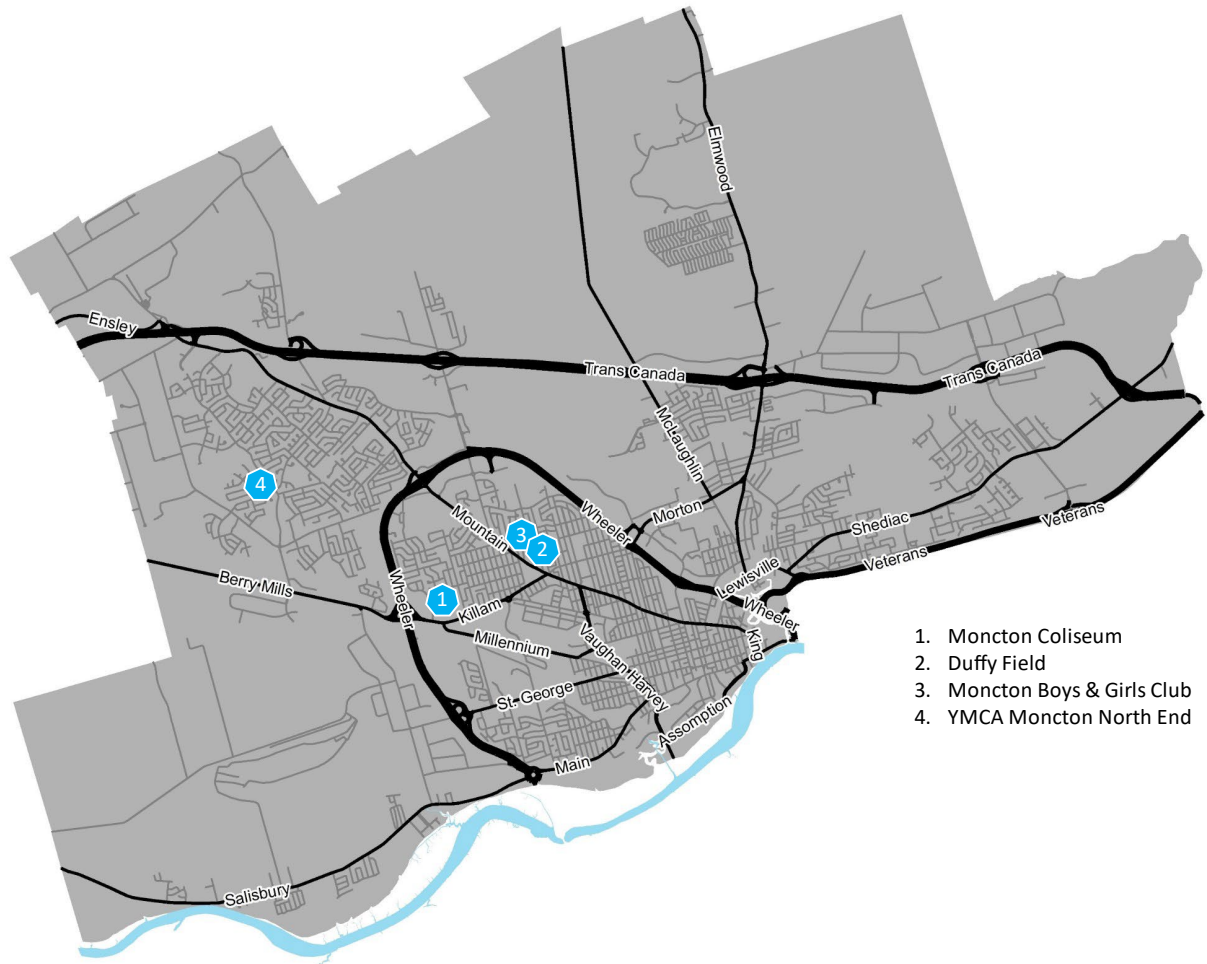 Elmwood
Ensley
Trans Canada
Trans Canada
McLaughlin
4
Mountain
3
2
Wheeler
Morton
Shediac
Veterans
Veterans
Berry Mills
Wheeler
1
Killam
Lewisville
Wheeler
Millennium
Vaughan Harvey
King
St. George
Assumption
Main
Salisbury
1. Moncton Coliseum
2. Duffy Field
3. Moncton Boys & Girls Club
4. YMCA Moncton North End